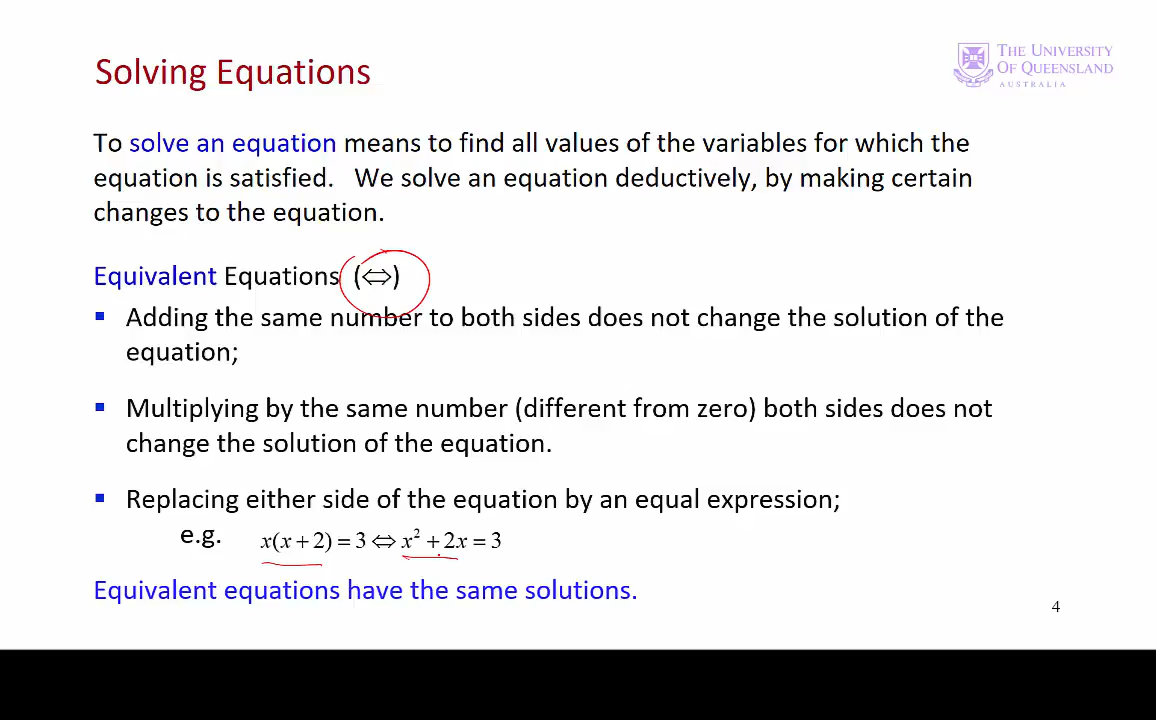 Solving Equations
THE UNIVERSITY
OF QUEENSLAND
AUSTRALIA
To solve an equation means to find all values of the variables for which the
equation is satisfied. We solve an equation deductively, by making certain
changes to the equation.
Equivalent Equations (⇔)
▪ Adding the same number to both sides does not change the solution of the
equation;
▪ Multiplying by the same number (different from zero) both sides does not
change the solution of the equation.
▪ Replacing either side of the equation by an equal expression;
e.g. x(x + 2) = 3 ⇔ x² + 2x = 3
Equivalent equations have the same solutions.
4